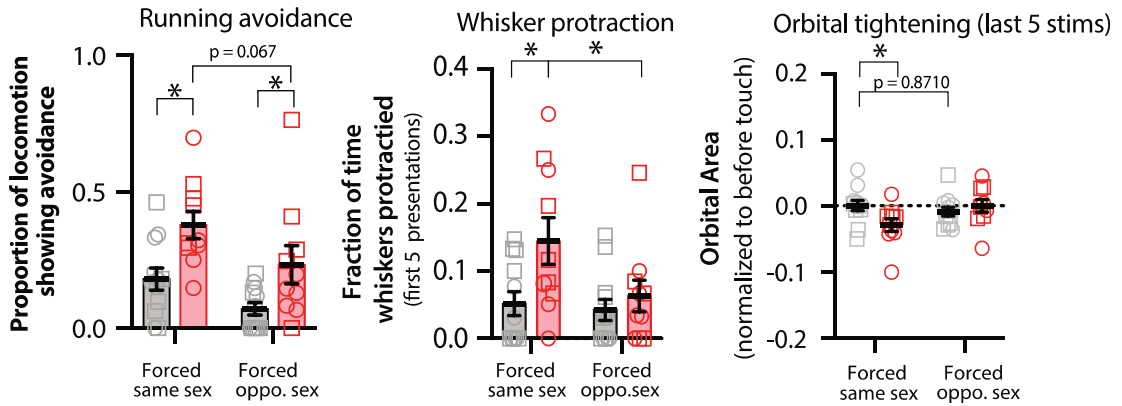 Running avoidance
p = 0.067
*
*
1.0
0.5
0.0
Proportion of locomotion
showing avoidance
Forced
same sex
Forced
oppo. sex
Whisker protraction
*
*
0.4
0.3
0.2
0.1
0.0
Fraction of time
whiskers protractied
(first 5 presentations)
Forced
same sex
Forced
oppo.sex
Orbital tightening (last 5 stims)
*
p = 0.8710
0.2
0.1
0.0
-0.1
-0.2
Orbital Area
(normalized to before touch)
Forced
same sex
Forced
oppo. sex